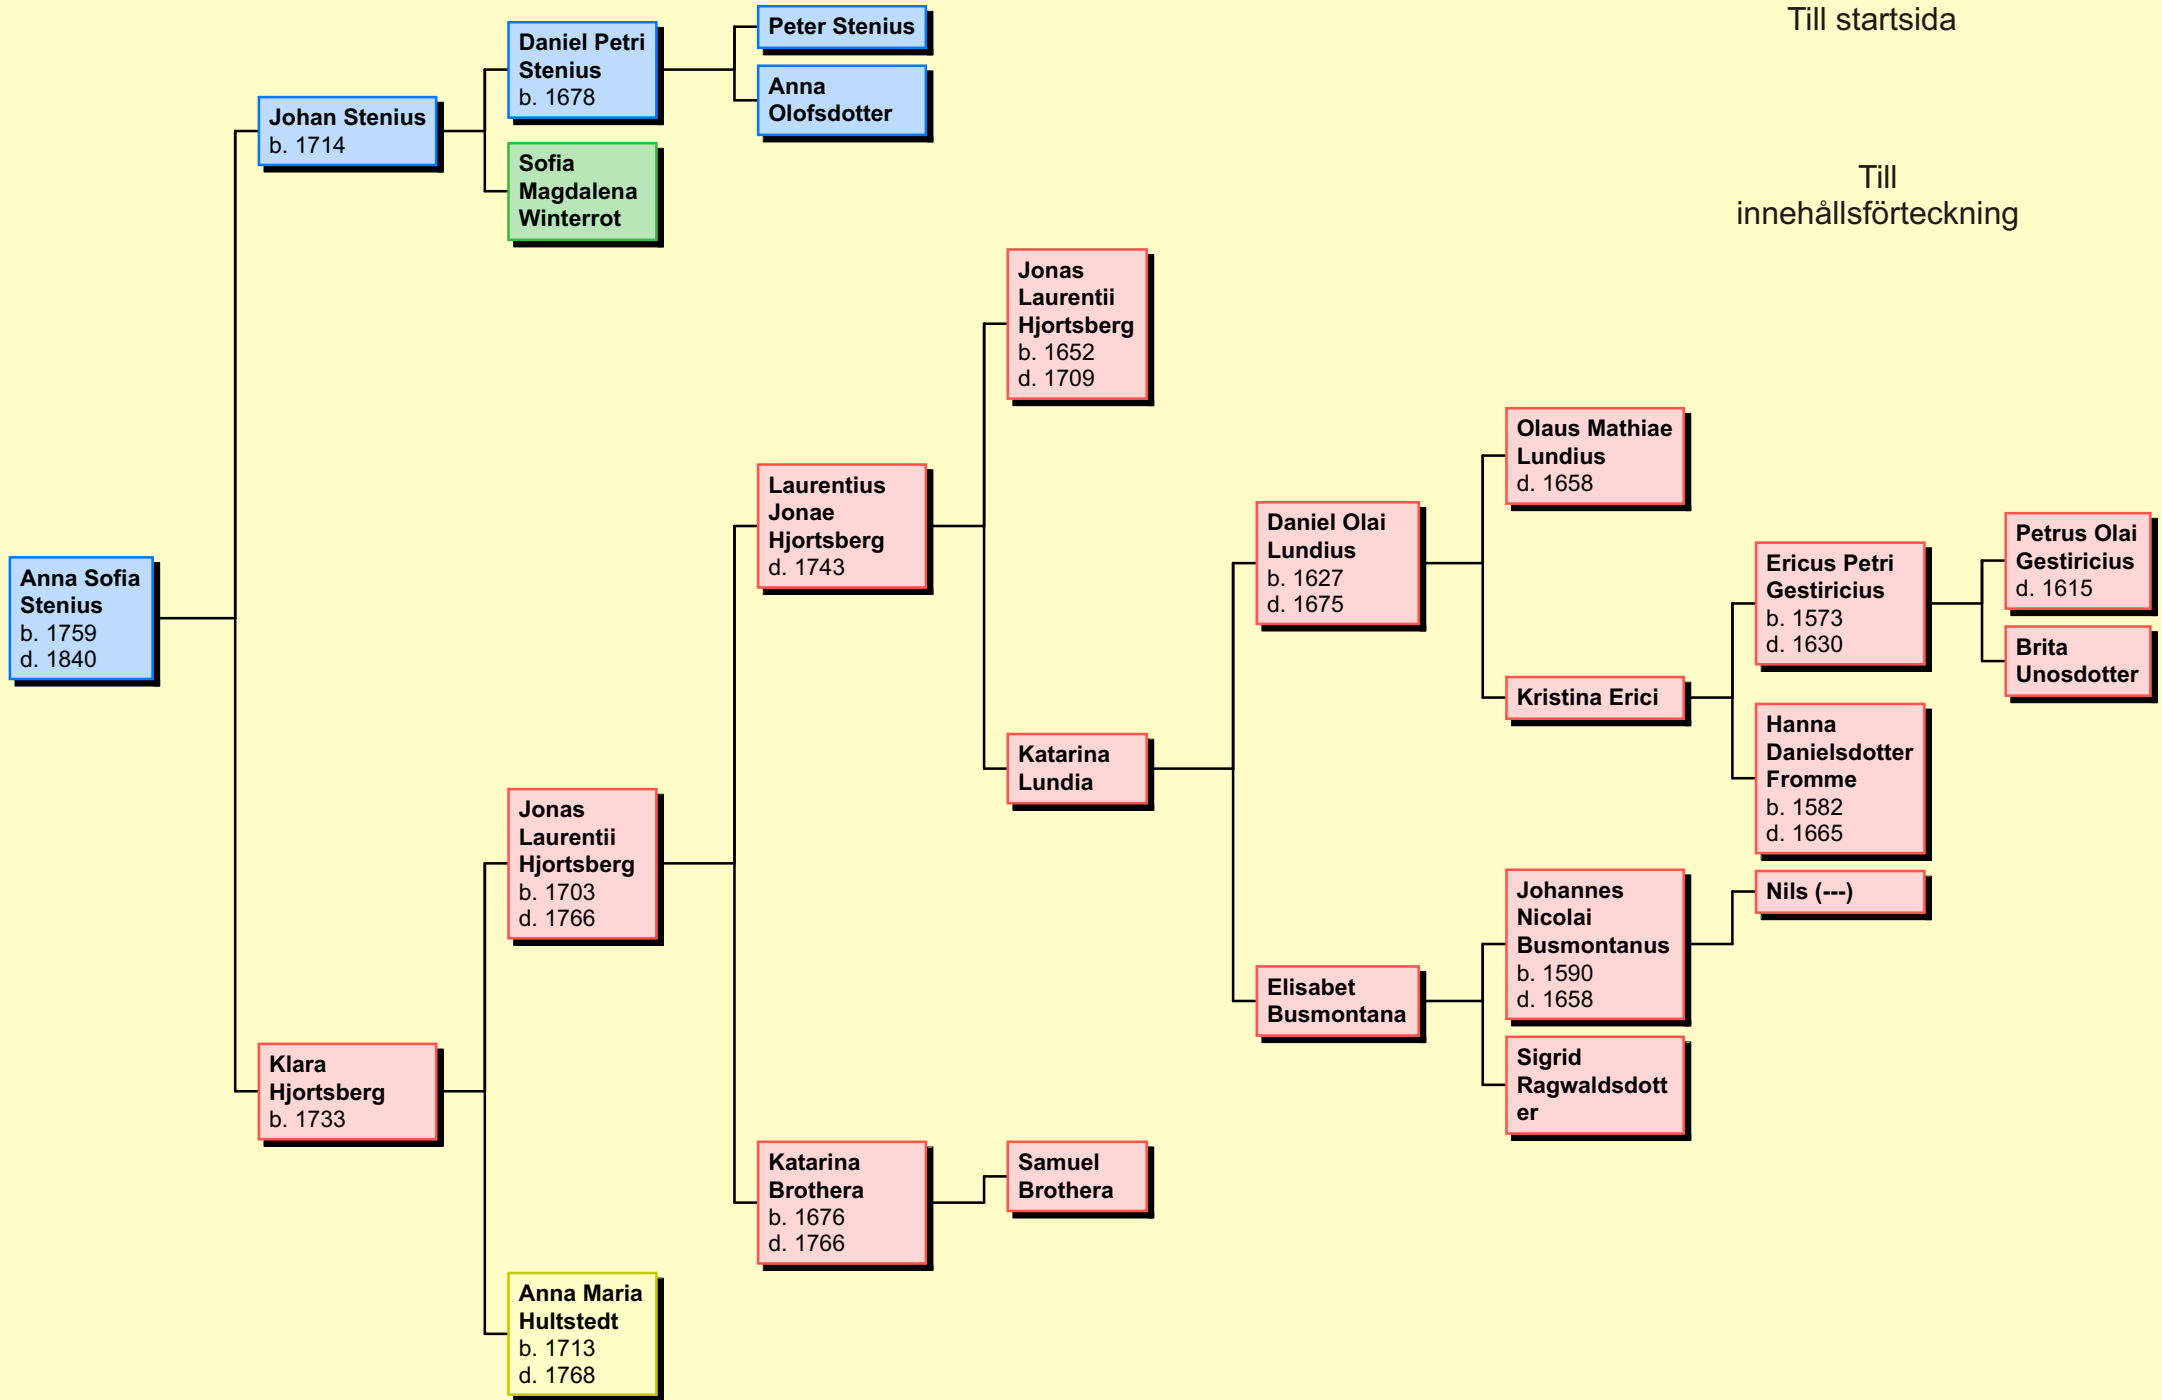 Till startsida
Till
innehållsförteckning
Anna Sofia
Stenius
b. 1759
d. 1840
Johan Stenius
b. 1714
Klara
Hjortsberg
b. 1733
Daniel Petri
Stenius
b. 1678
Sofia
Magdalena
Winterrot
Jonas
Laurentii
Hjortsberg
b. 1703
d. 1766
Anna Maria
Hultstedt
b. 1713
d. 1768
Peter Stenius
Anna
Olofsdotter
Laurentius
Jonae
Hjortsberg
d. 1743
Katarina
Brothera
b. 1676
d. 1766
Jonas
Laurentii
Hjortsberg
b. 1652
d. 1709
Katarina
Lundia
Samuel
Brothera
Daniel Olai
Lundius
b. 1627
d. 1675
Elisabet
Busmontana
Olaus Mathiae
Lundius
d. 1658
Kristina Erici
Johannes
Nicolai
Busmontanus
b. 1590
d. 1658
Sigrid
Ragwaldsdott
er
Ericus Petri
Gestiricius
b. 1573
d. 1630
Hanna
Danielsdotter
Fromme
b. 1582
d. 1665
Nils (---)
Petrus Olai
Gestiricius
d. 1615
Brita
Unosdotter